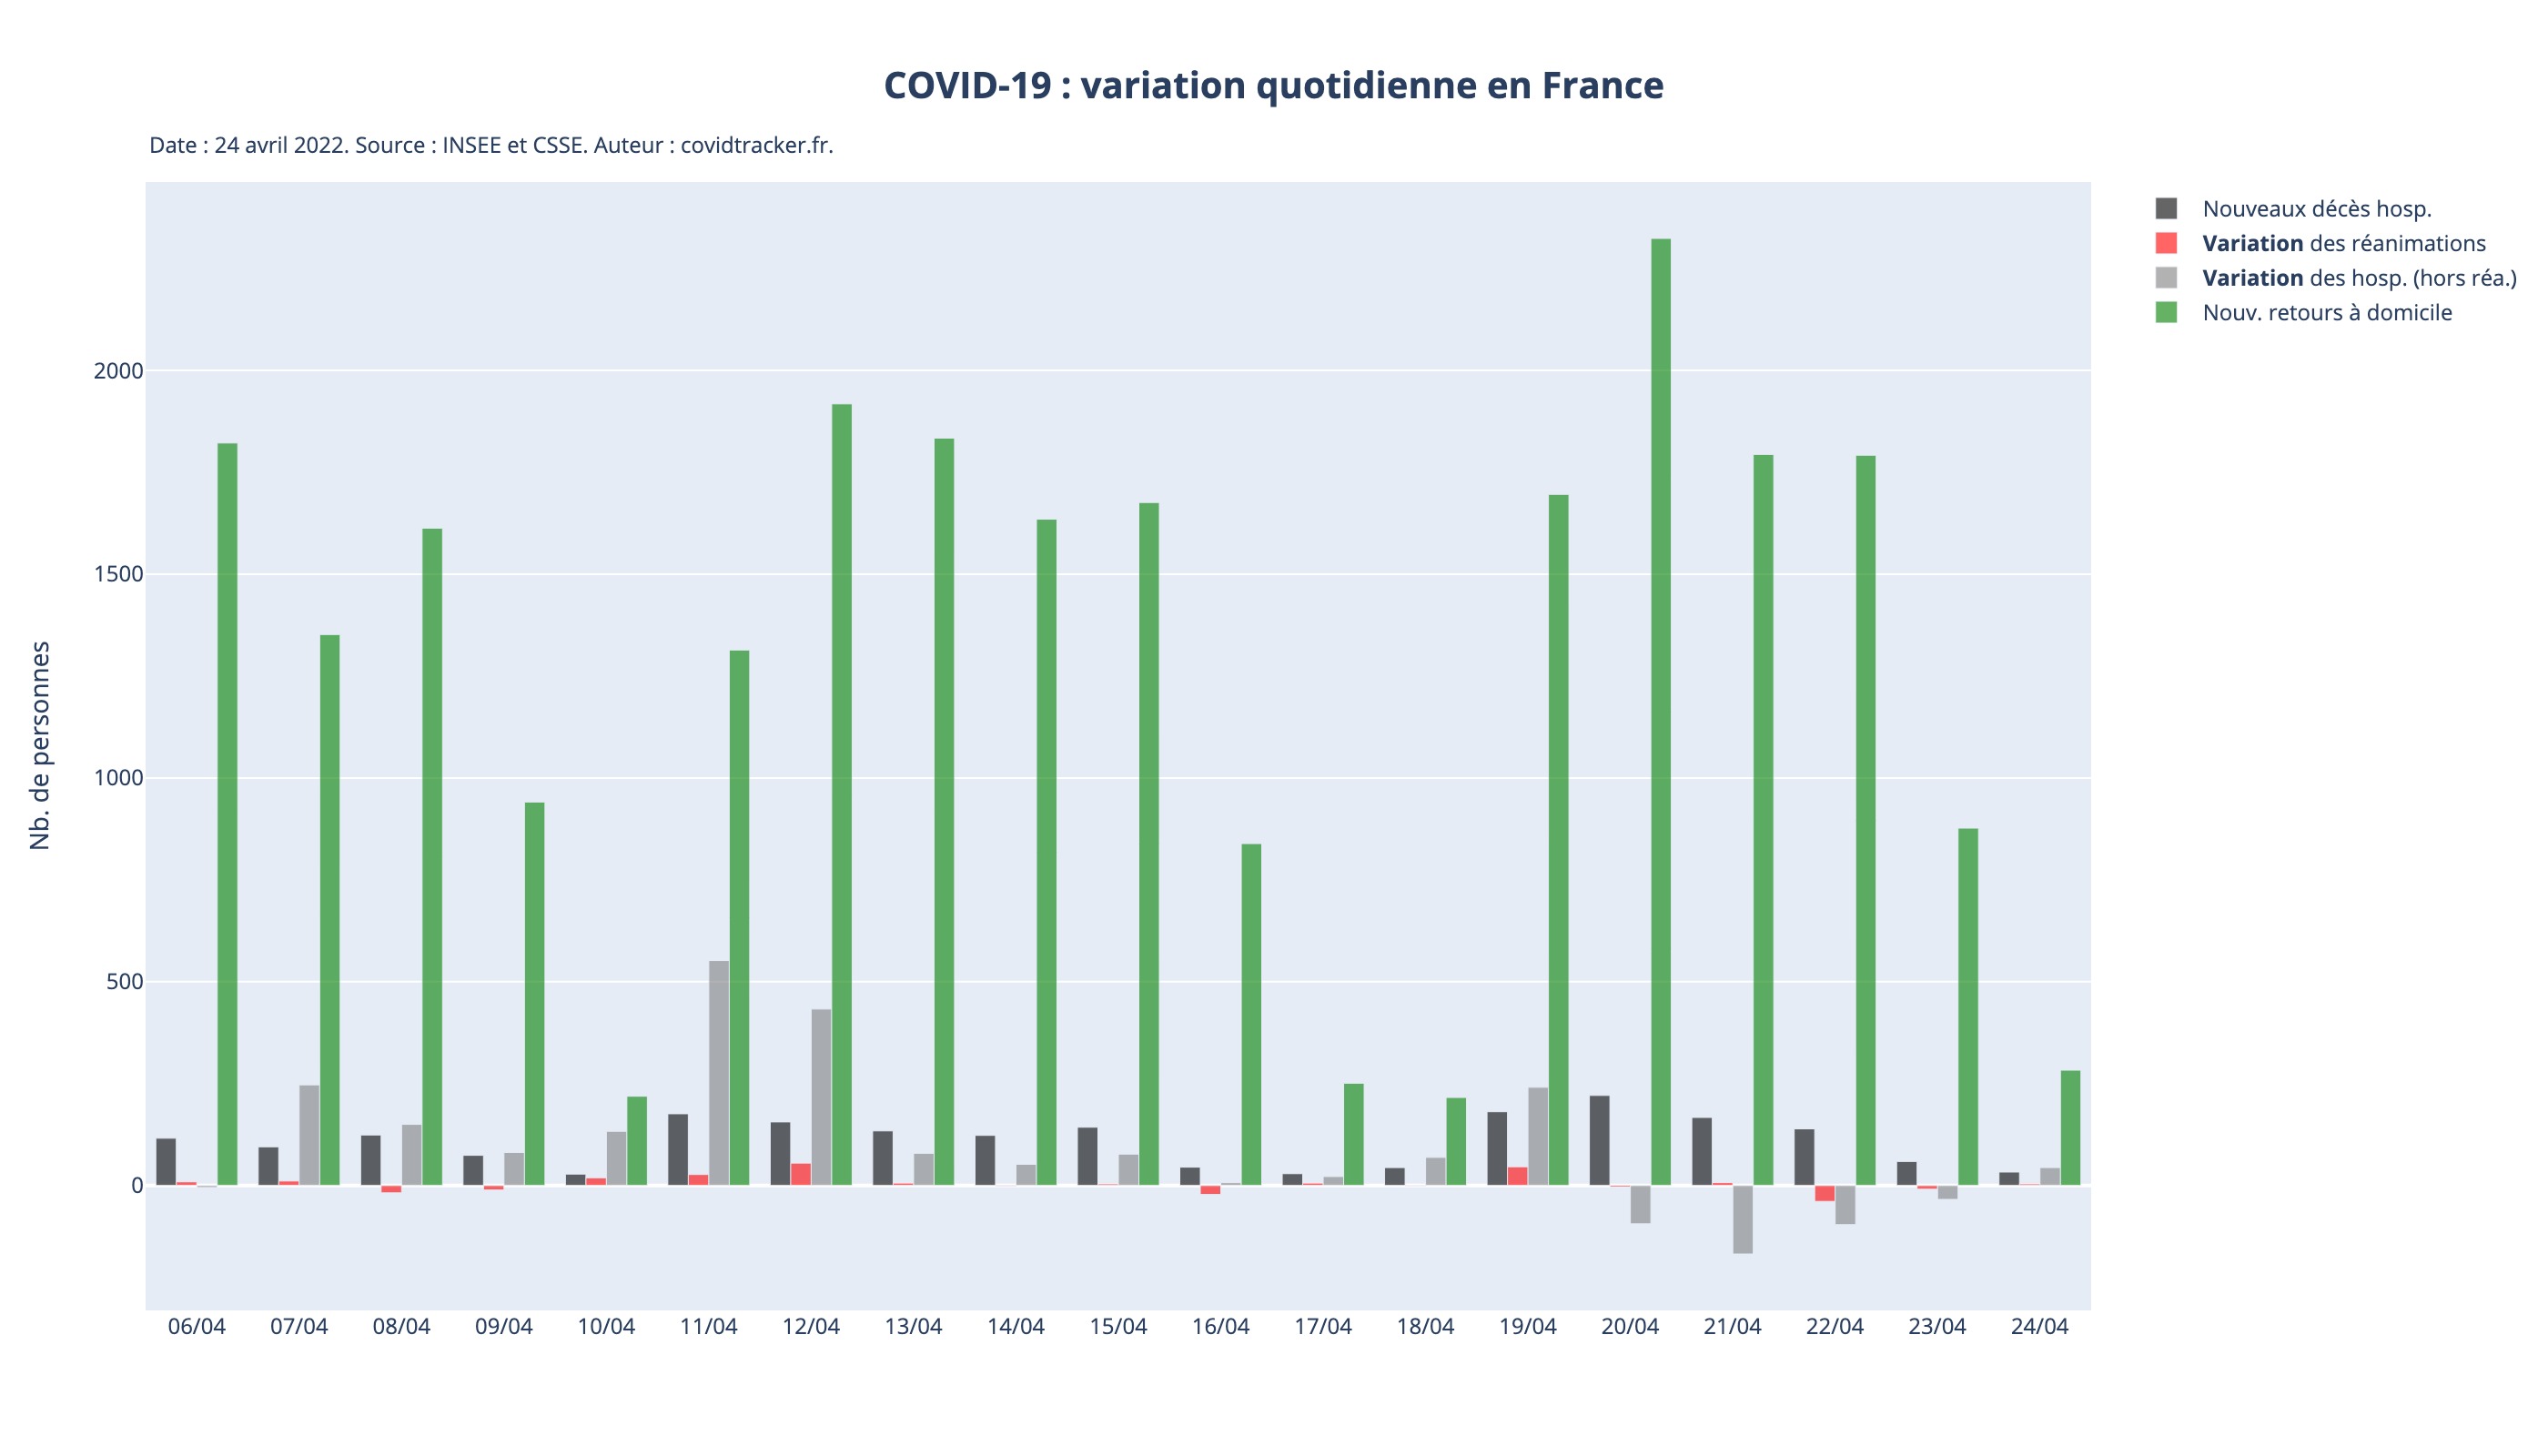 COVID-19 : variation quotidienne en France
Date : 24 avril 2022. Source : INSEE et CSSE. Auteur : covidtracker.fr.
Nouveaux décès hosp.
Variation des réanimations
Variation des hosp. (hors réa.)
Nouv. retours à domicile
Nb. de personnes
2000
1500
1000
500
0
06/04 07/04 08/04 09/04 10/04 11/04 12/04 13/04 14/04 15/04 16/04 17/04 18/04 19/04 20/04 21/04 22/04 23/04 24/04